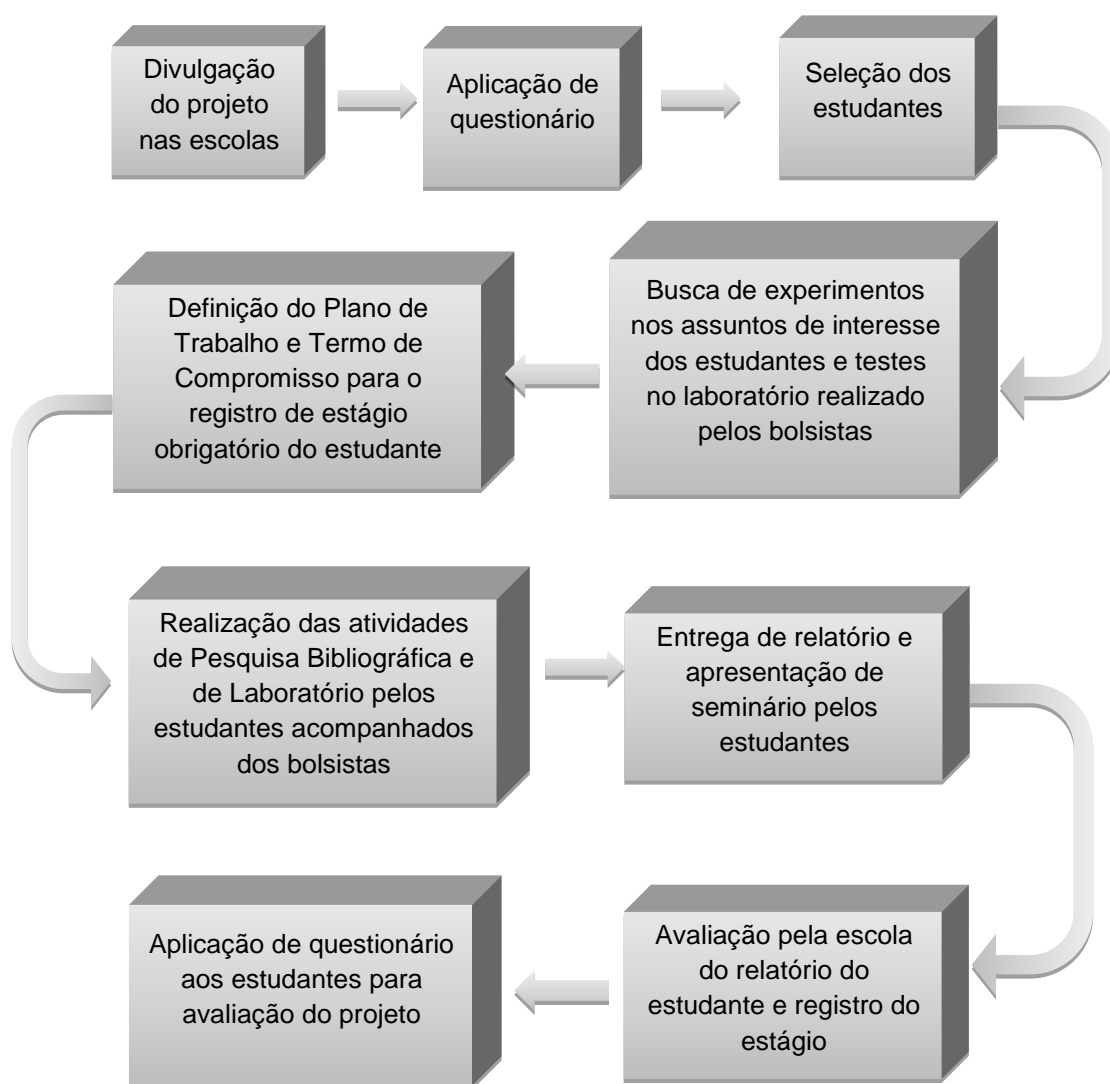 Divulgação
do projeto
nas escolas
Aplicação de
questionário
Seleção dos
estudantes
Busca de experimentos
nos assuntos de interesse
dos estudantes e testes
no laboratório realizado
pelos bolsistas
Definição do Plano de
Trabalho e Termo de
Compromisso para o
registro de estágio
obrigatório do estudante
Realização das atividades
de Pesquisa Bibliográfica e
de Laboratório pelos
estudantes acompanhados
dos bolsistas
Entrega de relatório e
apresentação de
seminário pelos
estudantes
Avaliação pela escola
do relatório do
estudante e registro do
estágio
Aplicação de questionário
aos estudantes para
avaliação do projeto